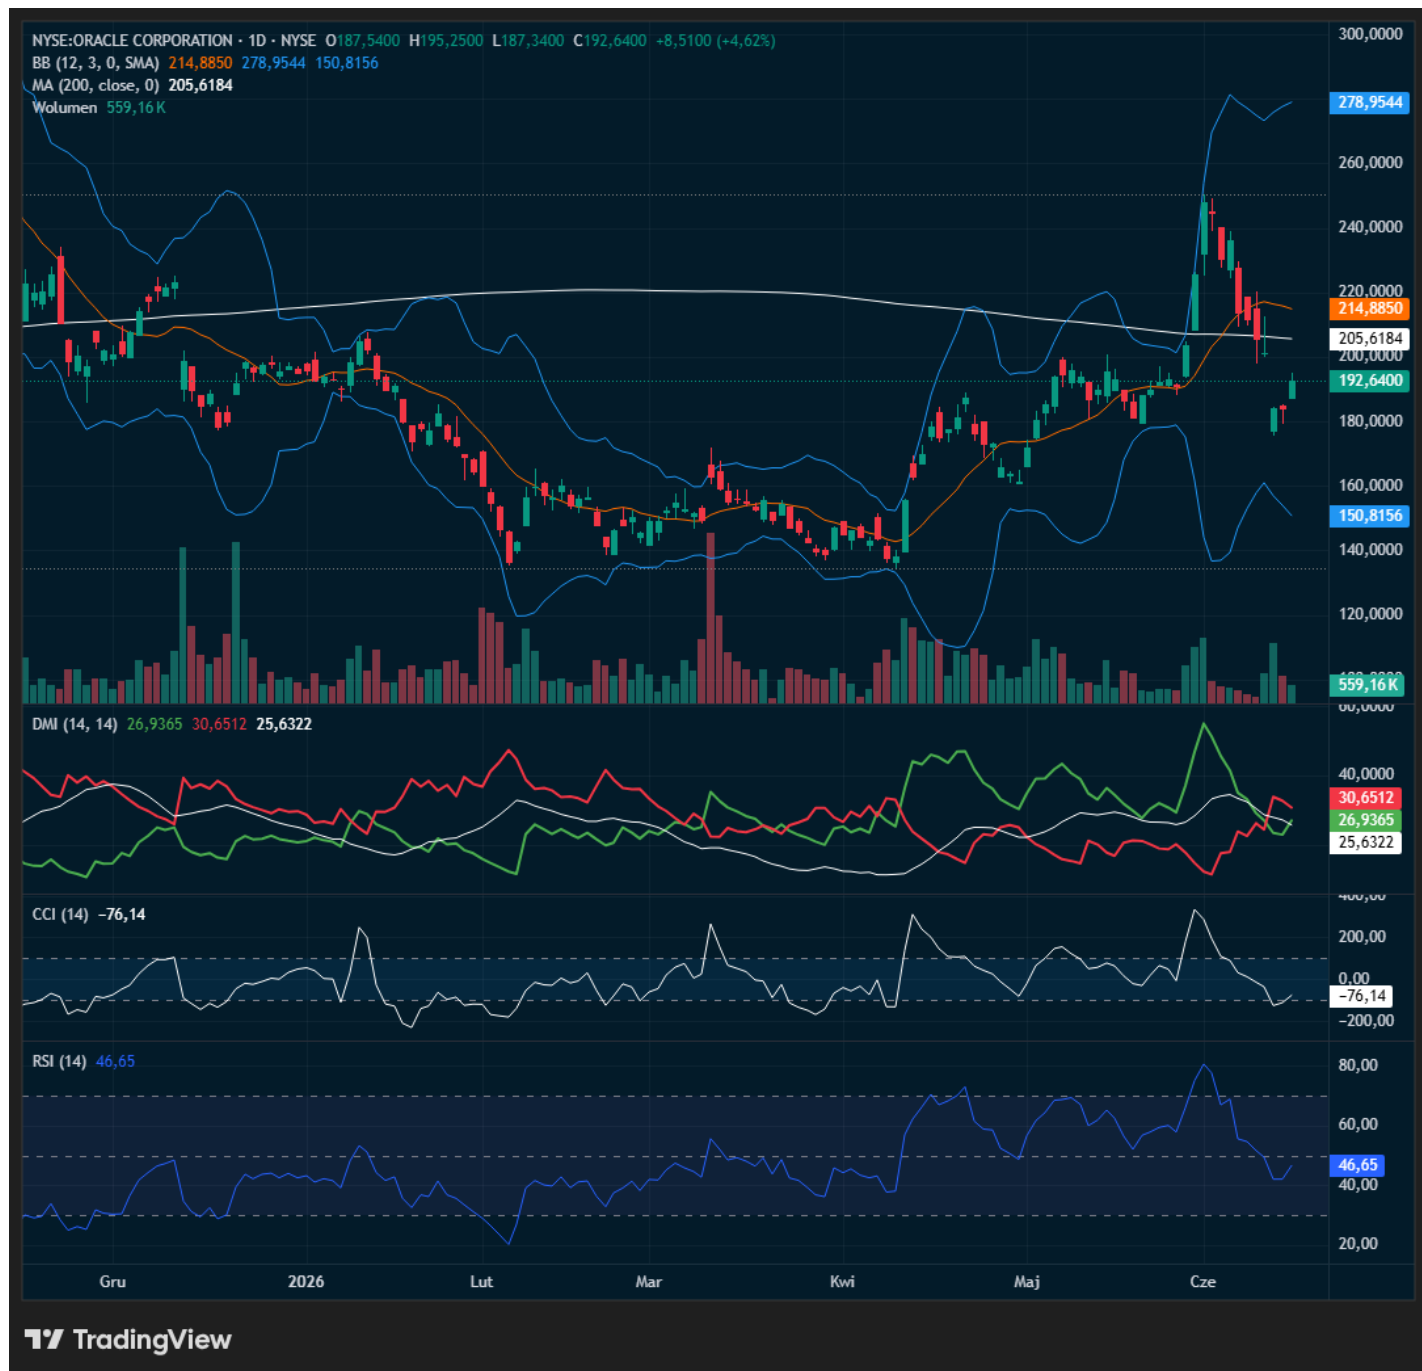 NYSE:ORACLE CORPORATION · 1D · NYSE O187,5400 H195,2500 L187,3400 C192,6400 +8,5100 (+4,62%)
BB (12, 3, 0, SMA) 214,8850 278,9544 150,8156
MA (200, close, 0) 205,6184
Wolumen 559,16 K
300,0000
278,9544
260,0000
240,0000
220,0000
214,8850
205,6184
200,0000
192,6400
180,0000
160,0000
150,8156
140,0000
120,0000
559,16 K
DMI (14, 14) 26,9365 30,6512 25,6322
60,0000
40,0000
30,6512
26,9365
25,6322
CCI (14) −76,14
400,00
200,00
0,00
−76,14
−200,00
RSI (14) 46,65
80,00
60,00
46,65
40,00
20,00
Gru 2026 Lut Mar Kwi Maj Cze
TradingView